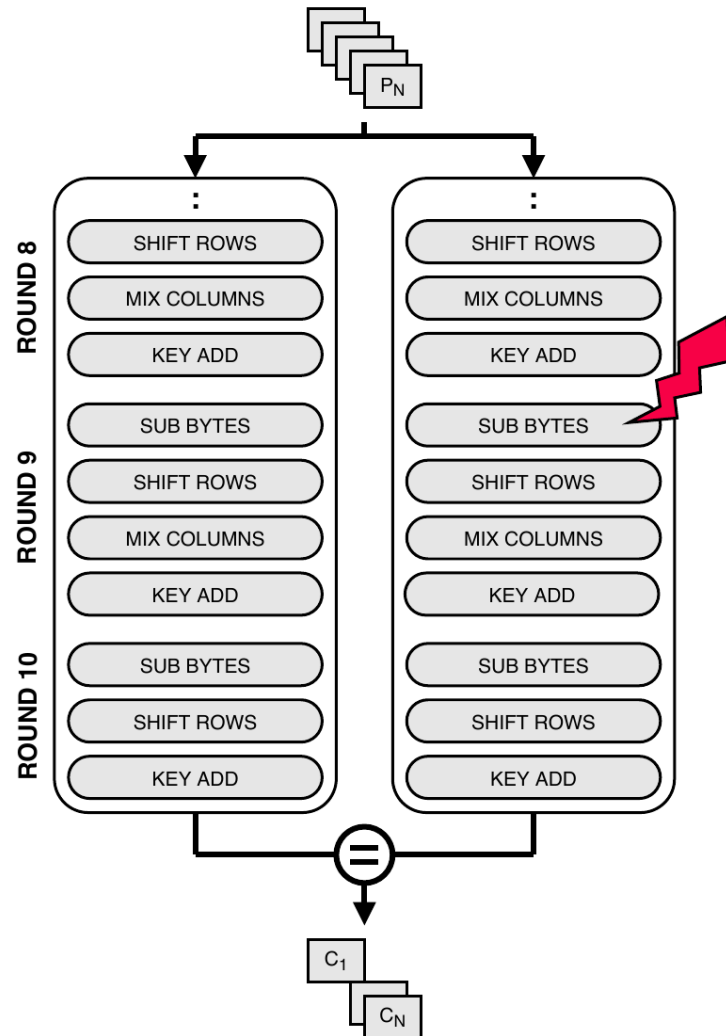 P_N
:
:
ROUND 8
SHIFT ROWS
SHIFT ROWS
MIX COLUMNS
MIX COLUMNS
KEY ADD
KEY ADD
ROUND 9
SUB BYTES
SUB BYTES
SHIFT ROWS
SHIFT ROWS
MIX COLUMNS
MIX COLUMNS
KEY ADD
KEY ADD
ROUND 10
SUB BYTES
SUB BYTES
SHIFT ROWS
SHIFT ROWS
KEY ADD
KEY ADD
=
C_1
C_N